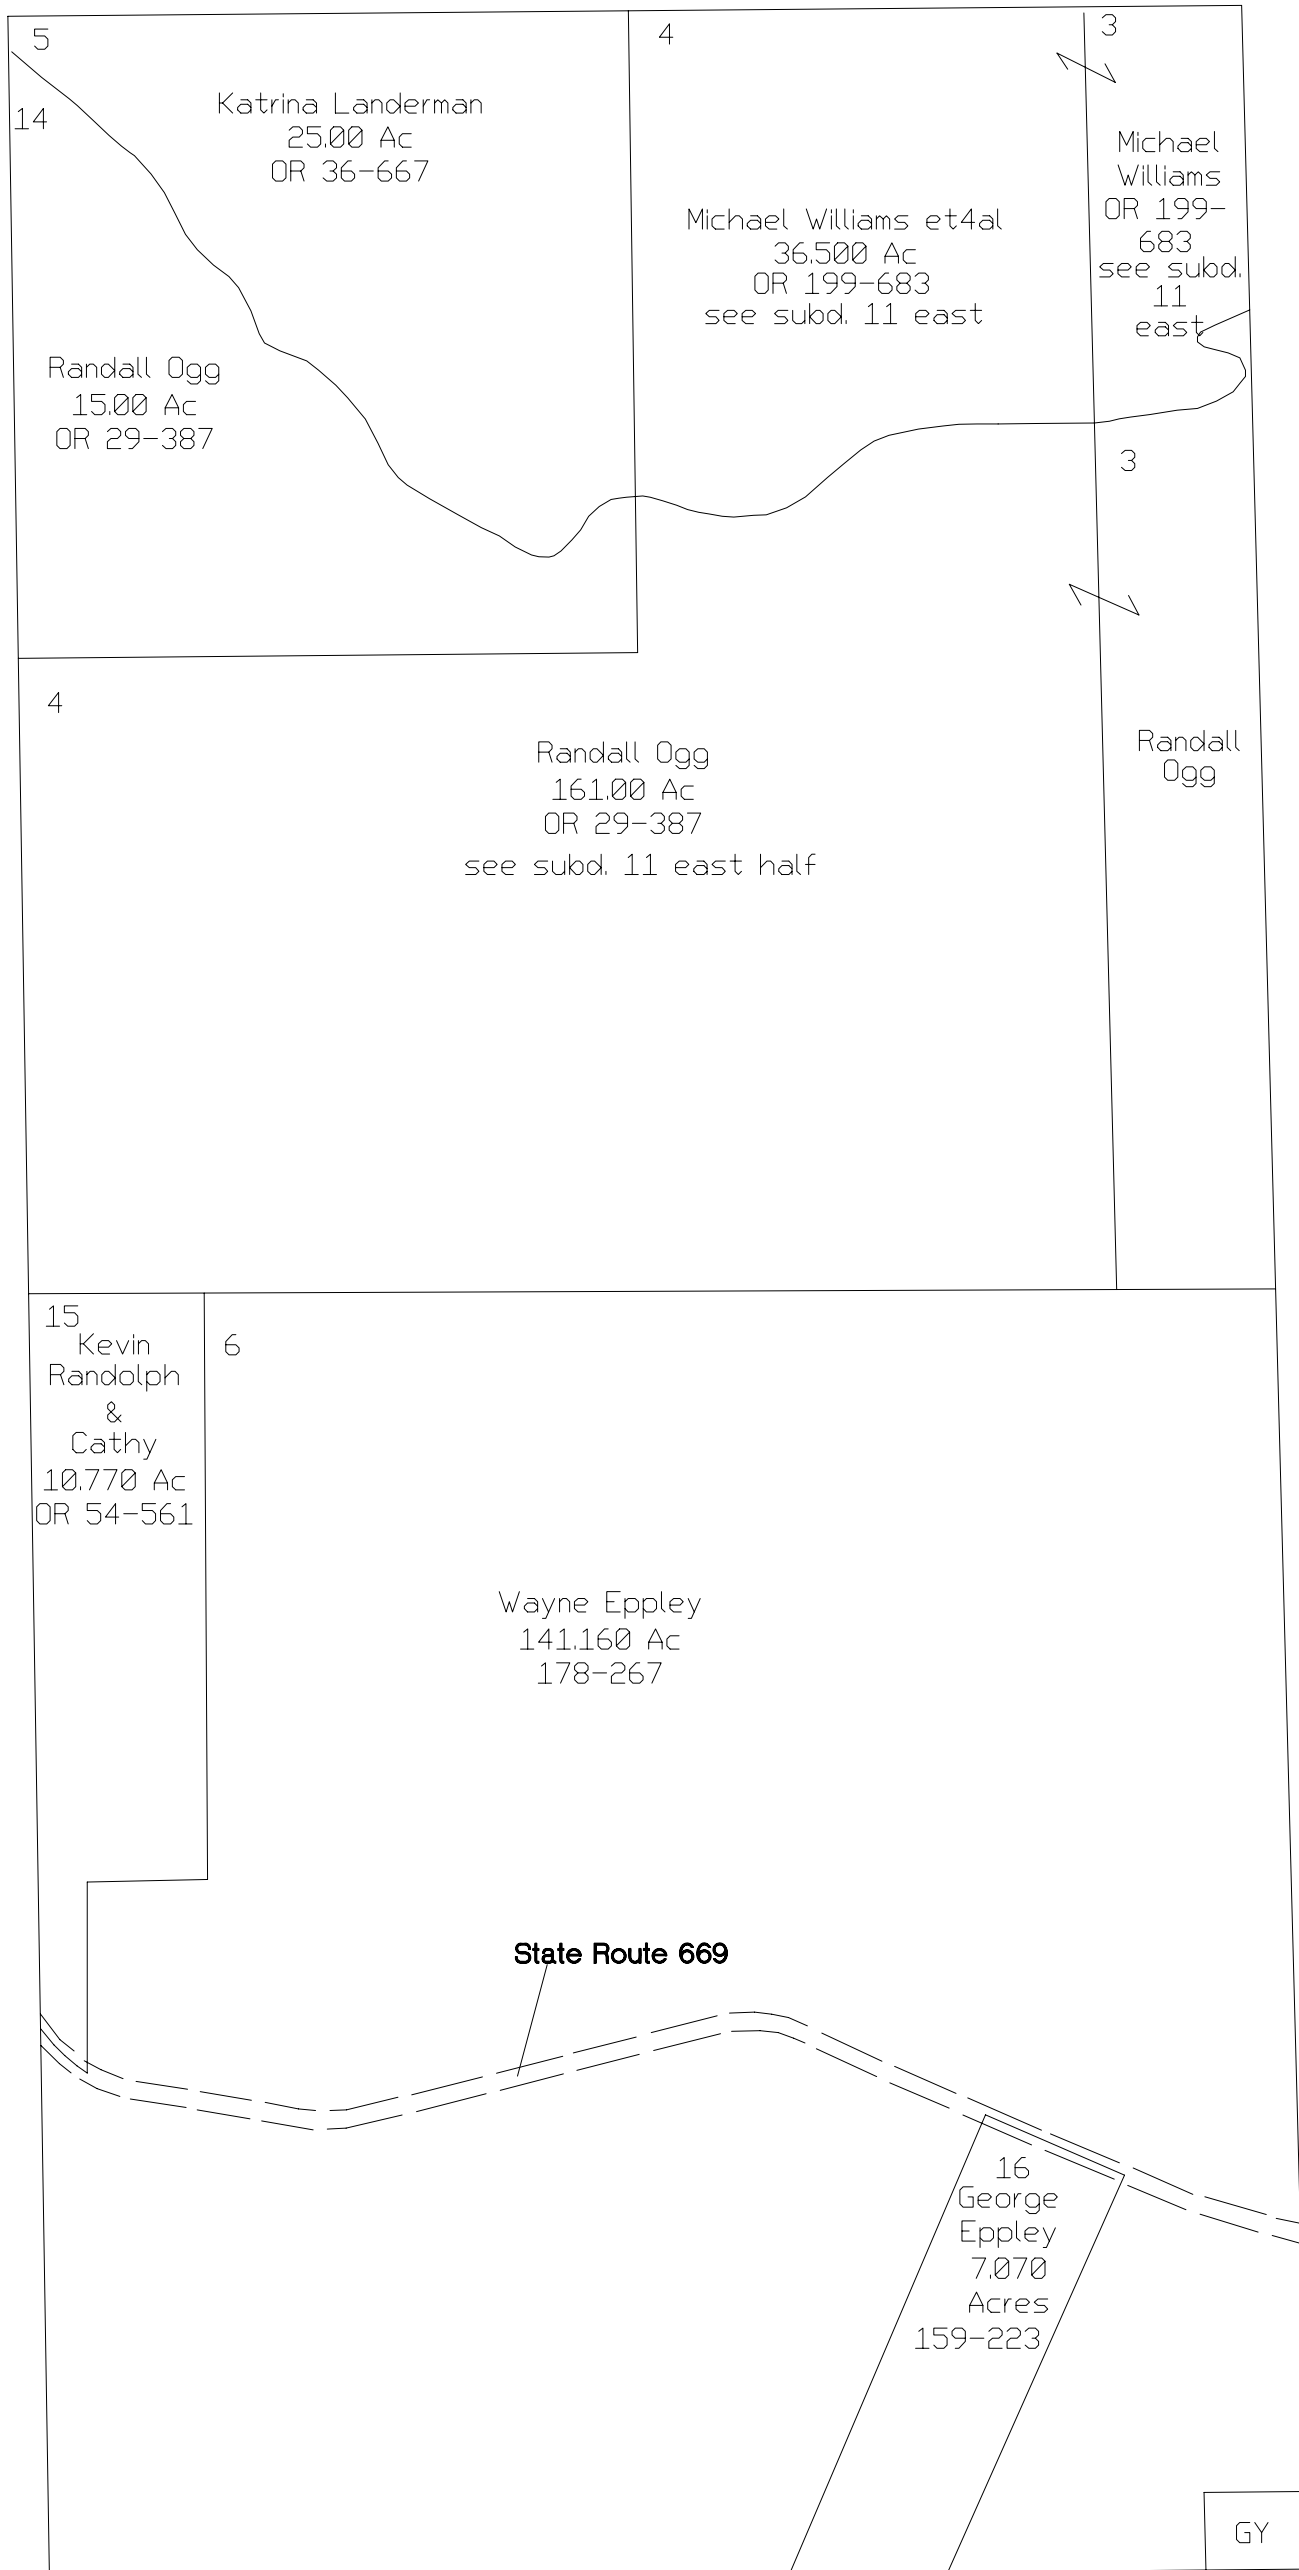 5
14
Katrina Landerman
25.00 Ac
OR 36-667
4
3
Michael
Williams
OR 199-
683
see subd.
11
east
Michael Williams et4al
36.500 Ac
OR 199-683
see subd. 11 east
Randall Ogg
15.00 Ac
OR 29-387
3
4
Randall Ogg
161.00 Ac
OR 29-387
see subd. 11 east half
Randall
Ogg
15
Kevin
Randolph
&
Cathy
10.770 Ac
OR 54-561
6
Wayne Eppley
141.160 Ac
178-267
State Route 669
16
George
Eppley
7.070
Acres
159-223
GY